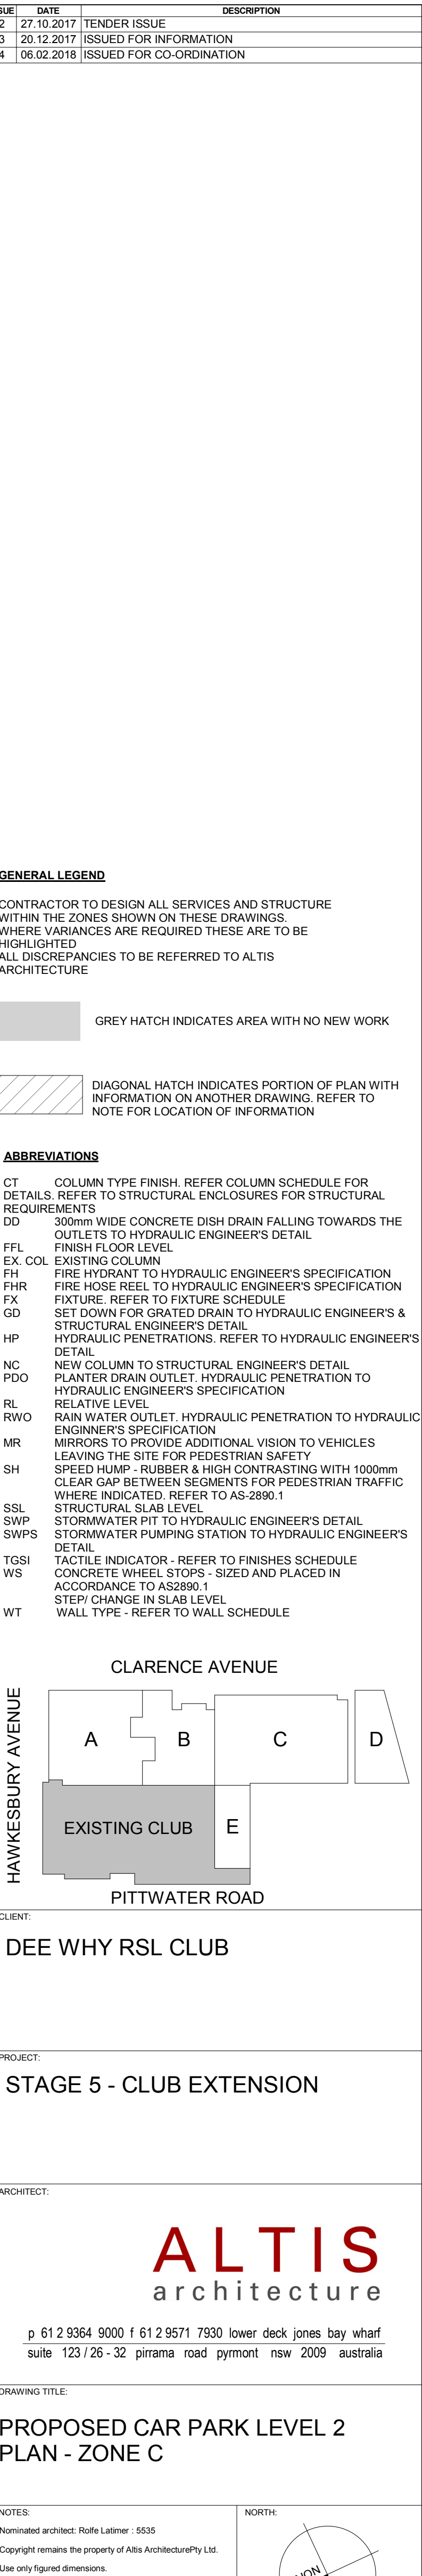 DATE DESCRIPTION
2 27.10.2017 TENDER ISSUE
3 20.12.2017 ISSUED FOR INFORMATION
4 06.02.2018 ISSUED FOR CO-ORDINATION
GENERAL LEGEND
CONTRACTOR TO DESIGN ALL SERVICES AND STRUCTURE
WITHIN THE ZONES SHOWN ON THESE DRAWINGS.
WHERE VARIANCES ARE REQUIRED THESE ARE TO BE
HIGHLIGHTED
ALL DISCREPANCIES TO BE REFERRED TO ALTIS
ARCHITECTURE
GREY HATCH INDICATES AREA WITH NO NEW WORK
DIAGONAL HATCH INDICATES PORTION OF PLAN WITH
INFORMATION ON ANOTHER DRAWING. REFER TO
NOTE FOR LOCATION OF INFORMATION
ABBREVIATIONS
CT COLUMN TYPE FINISH. REFER COLUMN SCHEDULE FOR
DETAILS. REFER TO STRUCTURAL ENCLOSURES FOR STRUCTURAL
REQUIREMENTS
DD 300mm WIDE CONCRETE DISH DRAIN FALLING TOWARDS THE
OUTLETS TO HYDRAULIC ENGINEER'S DETAIL
FFL FINISH FLOOR LEVEL
EX. COL EXISTING COLUMN
FH FIRE HYDRANT TO HYDRAULIC ENGINEER'S SPECIFICATION
FHR FIRE HOSE REEL TO HYDRAULIC ENGINEER'S SPECIFICATION
FX FIXTURE. REFER TO FIXTURE SCHEDULE
GD SET DOWN FOR GRATED DRAIN TO HYDRAULIC ENGINEER'S &
STRUCTURAL ENGINEER'S DETAIL
HP HYDRAULIC PENETRATIONS. REFER TO HYDRAULIC ENGINEER'S
DETAIL
NC NEW COLUMN TO STRUCTURAL ENGINEER'S DETAIL
PDO PLANTER DRAIN OUTLET. HYDRAULIC PENETRATION TO
HYDRAULIC ENGINEER'S SPECIFICATION
RL RELATIVE LEVEL
RWO RAIN WATER OUTLET. HYDRAULIC PENETRATION TO HYDRAULIC
ENGINNER'S SPECIFICATION
MR MIRRORS TO PROVIDE ADDITIONAL VISION TO VEHICLES
LEAVING THE SITE FOR PEDESTRIAN SAFETY
SH SPEED HUMP - RUBBER & HIGH CONTRASTING WITH 1000mm
CLEAR GAP BETWEEN SEGMENTS FOR PEDESTRIAN TRAFFIC
WHERE INDICATED. REFER TO AS-2890.1
SSL STRUCTURAL SLAB LEVEL
SWP STORMWATER PIT TO HYDRAULIC ENGINEER'S DETAIL
SWPS STORMWATER PUMPING STATION TO HYDRAULIC ENGINEER'S
DETAIL
TGSI TACTILE INDICATOR - REFER TO FINISHES SCHEDULE
WS CONCRETE WHEEL STOPS - SIZED AND PLACED IN
ACCORDANCE TO AS2890.1
STEP/ CHANGE IN SLAB LEVEL
WT WALL TYPE - REFER TO WALL SCHEDULE
CLARENCE AVENUE
HAWKESBURY AVENUE
A B C D
EXISTING CLUB E
PITTWATER ROAD
CLIENT:
DEE WHY RSL CLUB
PROJECT:
STAGE 5 - CLUB EXTENSION
ARCHITECT:
ALTIS
architecture
p 61 2 9364 9000 f 61 2 9571 7930 lower deck jones bay wharf
suite 123 / 26 - 32 pirrama road pyrmont nsw 2009 australia
DRAWING TITLE:
PROPOSED CAR PARK LEVEL 2
PLAN - ZONE C
NOTES: NORTH:
Nominated architect: Rolfe Latimer : 5535
Copyright remains the property of Altis ArchitecturePty Ltd.
Use only figured dimensions.